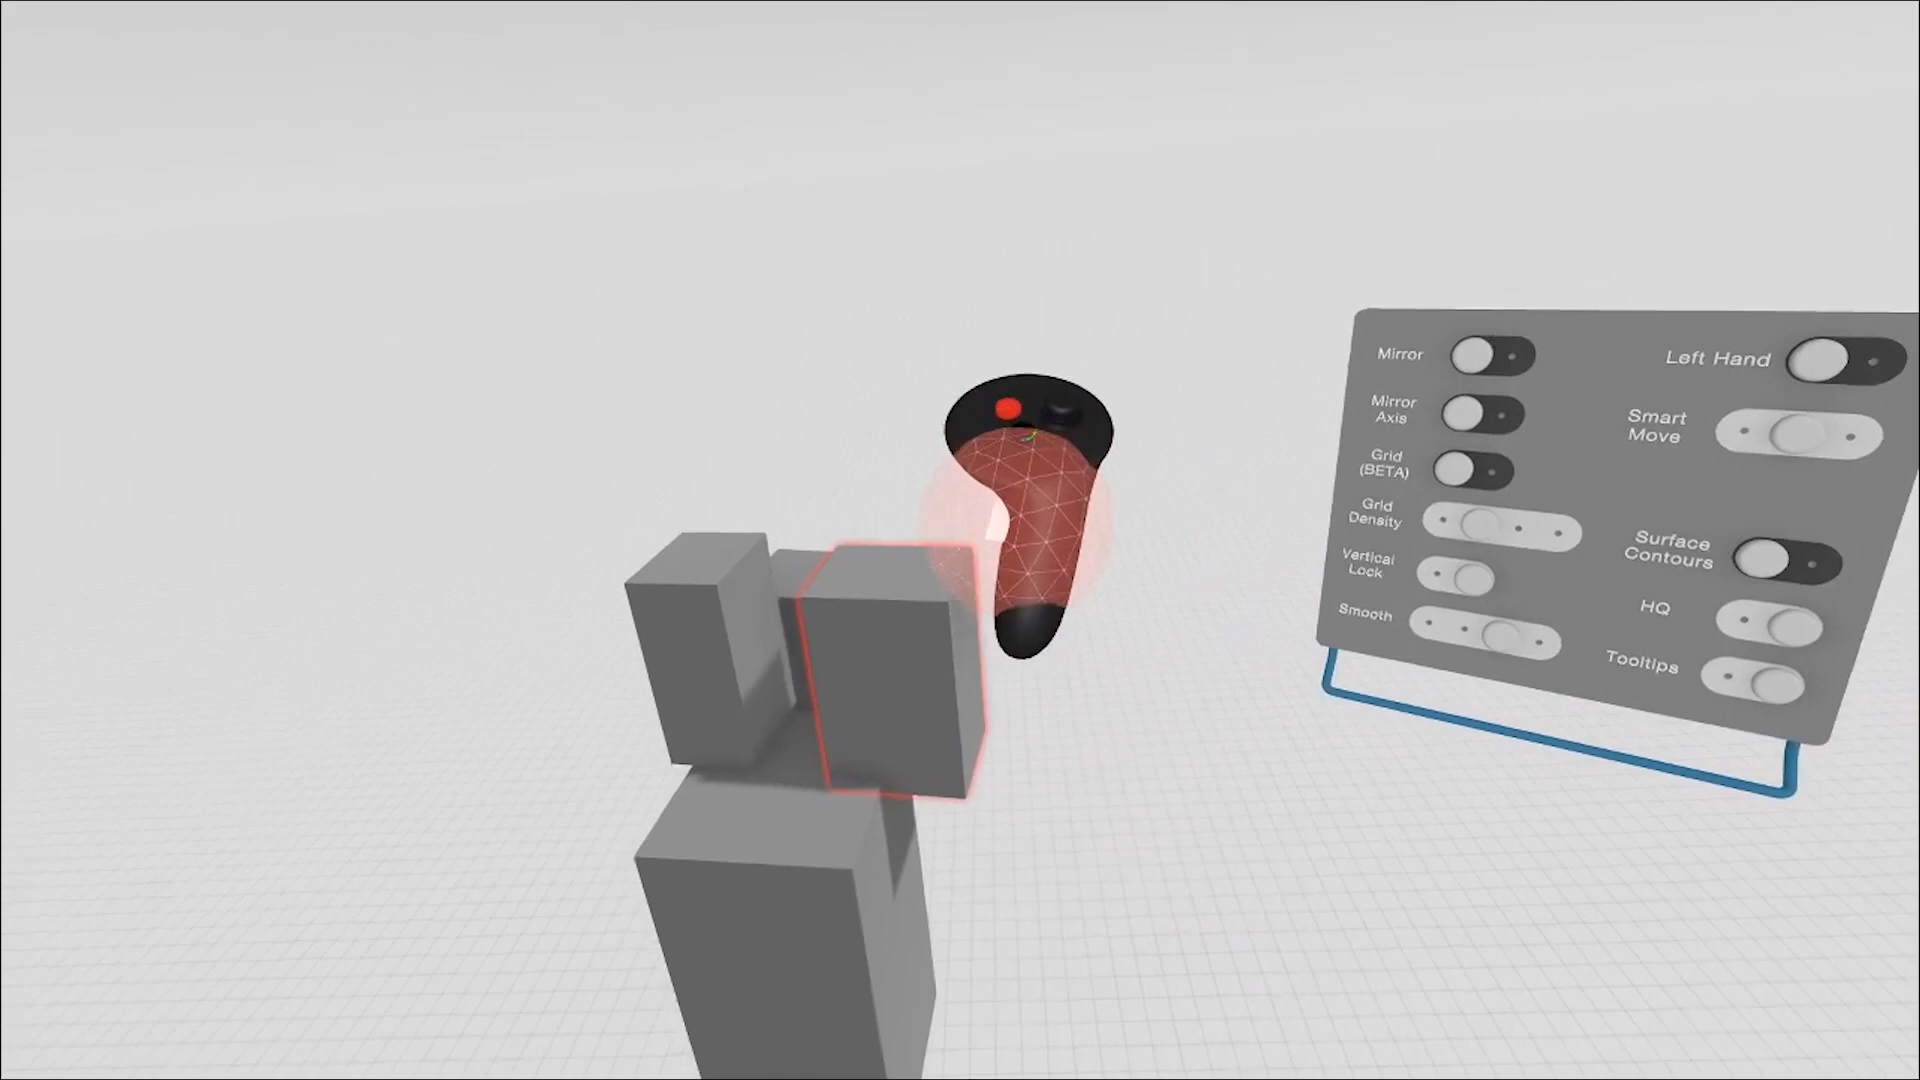 Mirror
Mirror
Axis
Grid
(BETA)
Grid
Density
Vertical
Lock
Smooth
Left Hand
Smart
Move
Surface
Contours
HQ
Tooltips